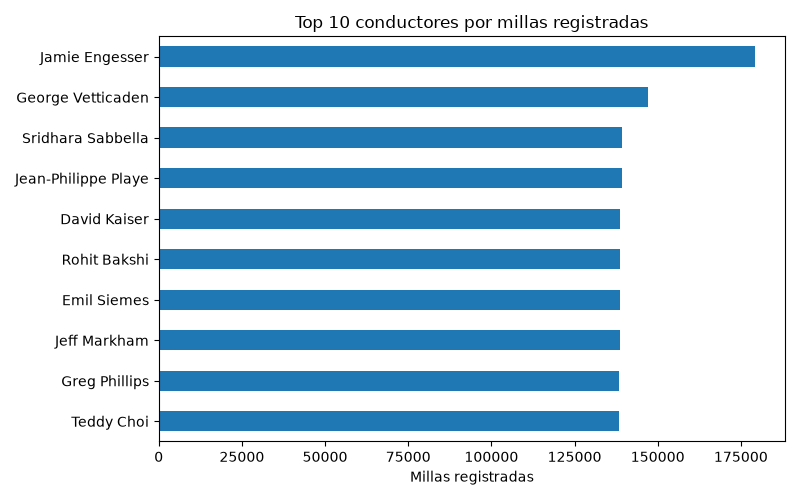 Top 10 conductores por millas registradas
Jamie Engesser
George Vetticaden
Sridhara Sabbella
Jean-Philippe Playe
David Kaiser
Rohit Bakshi
Emil Siemes
Jeff Markham
Greg Phillips
Teddy Choi
0 25000 50000 75000 100000 125000 150000 175000
Millas registradas